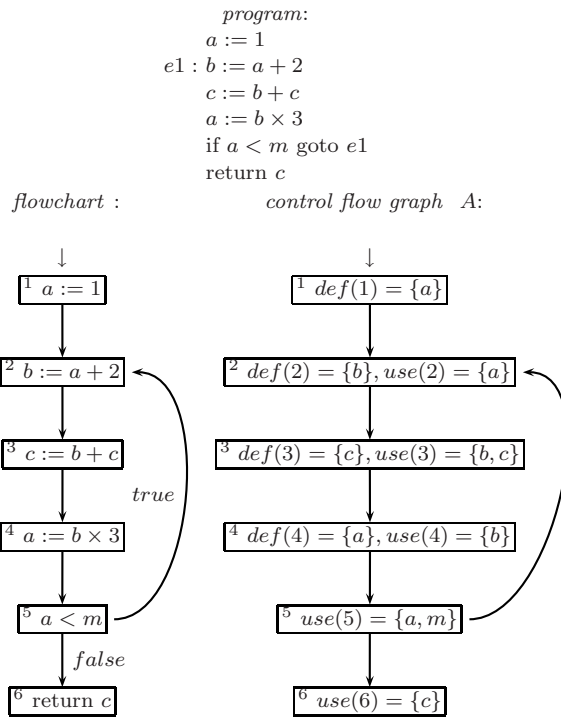 program:
a := 1
e1 : b := a + 2
c := b + c
a := b × 3
if a < m goto e1
return c
flowchart : control flow graph A:
↓ ↓
1 a := 1 1 def(1) = {a}
2 b := a + 2 2 def(2) = {b}, use(2) = {a}
3 c := b + c 3 def(3) = {c}, use(3) = {b, c}
true
4 a := b × 3 4 def(4) = {a}, use(4) = {b}
5 a < m 5 use(5) = {a, m}
false
6 return c 6 use(6) = {c}